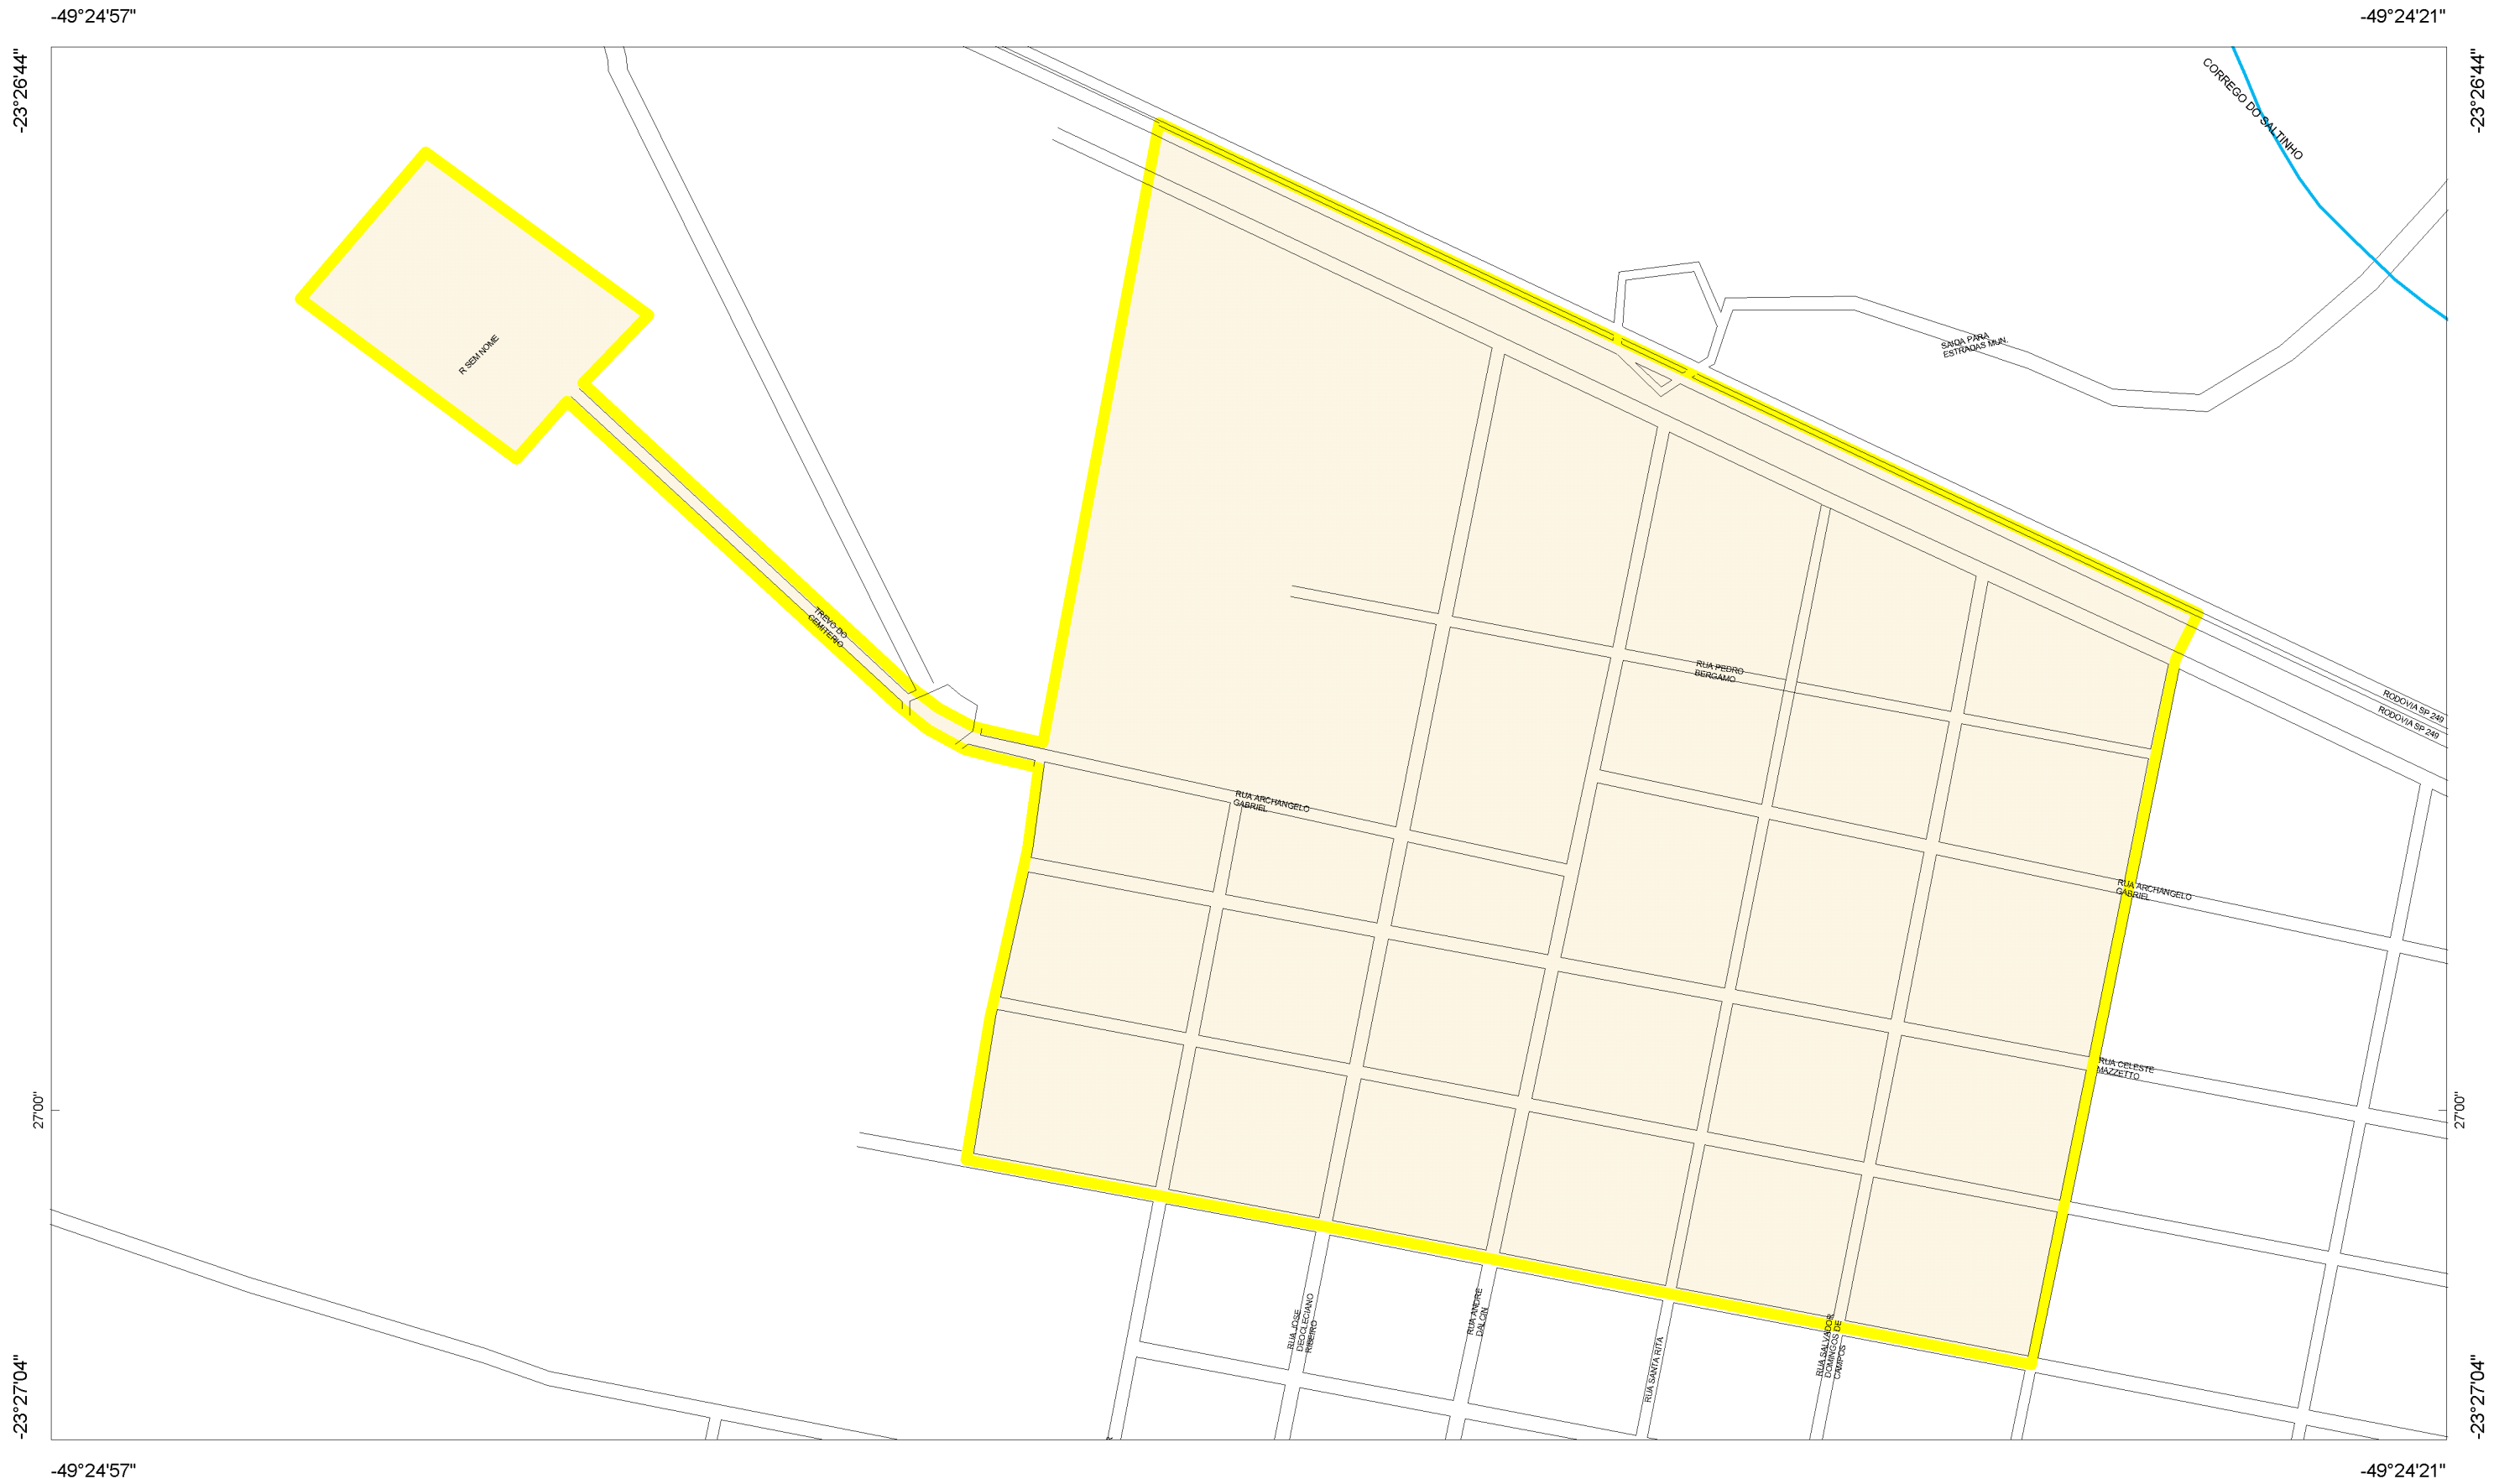 -49°24'57"
-49°24'21"
-23°26'44"
-23°26'44"
CORREGO DO SALTINHO
SAIDA PARA
ESTRADAS MUN.
R SEM NOME
TREVO DO
CEMITERIO
RUA PEDRO
BERGAMO
RODOVIA SP 249
RODOVIA SP 249
RUA ARCHANGELO
GABRIEL
RUA ARCHANGELO
GABRIEL
RUA CELESTE
MAZZETTO
27'00"
27'00"
RUA JOSE
DEOCLECIANO
RIBEIRO
RUA ANDRE
DALCIN
RUA SANTA RITA
RUA SALVADOR
DOMINGOS DE
CAMPOS
-23°27'04"
-23°27'04"
-49°24'57"
-49°24'21"